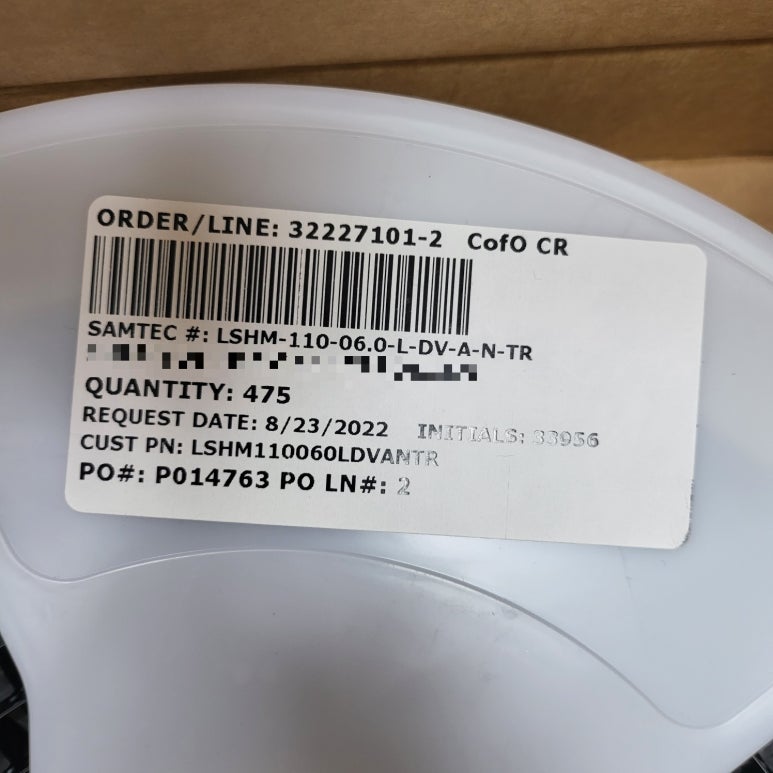 ORDER/LINE: 32227101-2 CofO CR
SAMTEC #: LSHM-110-06.0-L-DV-A-N-TR
QUANTITY: 475
REQUEST DATE: 8/23/2022 INITIALS: 33956
CUST PN: LSHM110060LDVANTR
PO#: P014763 PO LN#: 2